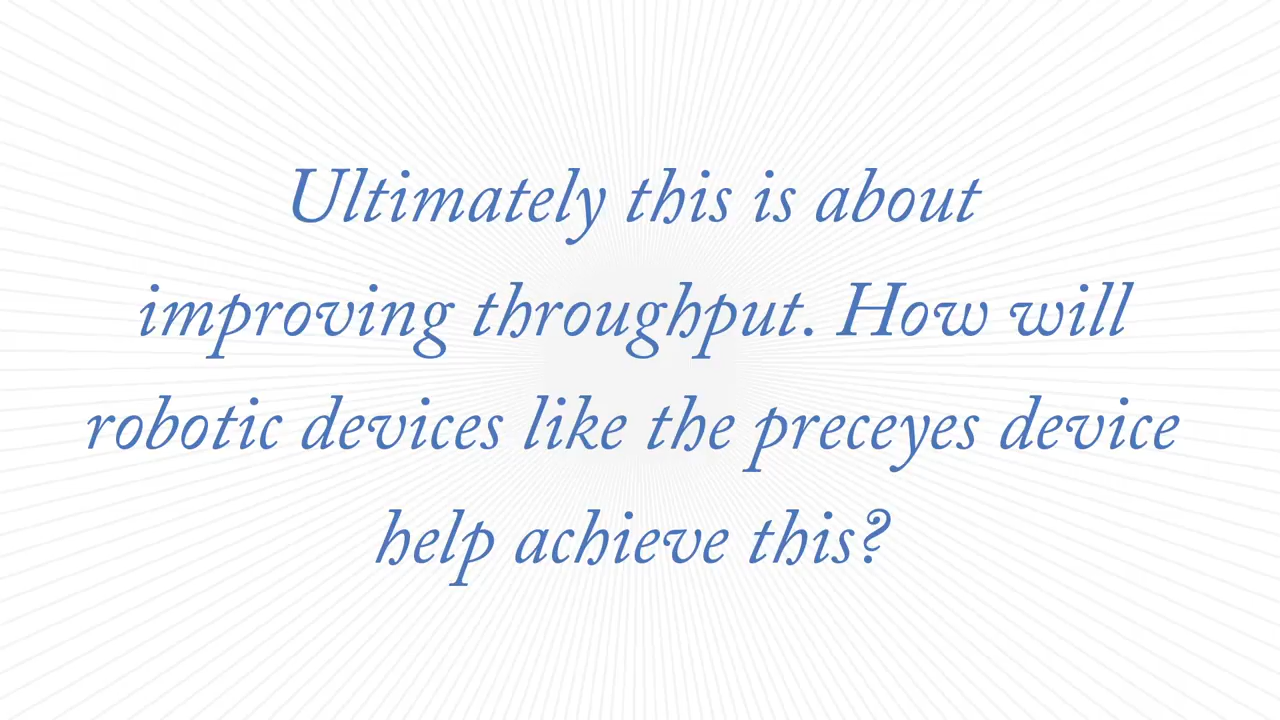 Ultimately this is about
improving throughput. How will
robotic devices like the preceyes device
help achieve this?